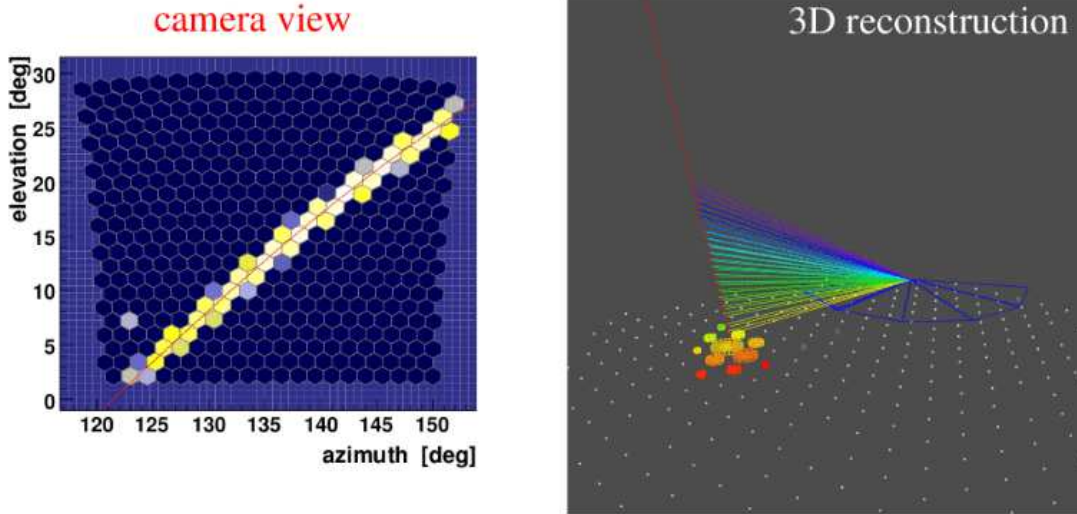 camera view
3D reconstruction
elevation [deg]
30
25
20
15
10
5
0
120 125 130 135 140 145 150
azimuth [deg]